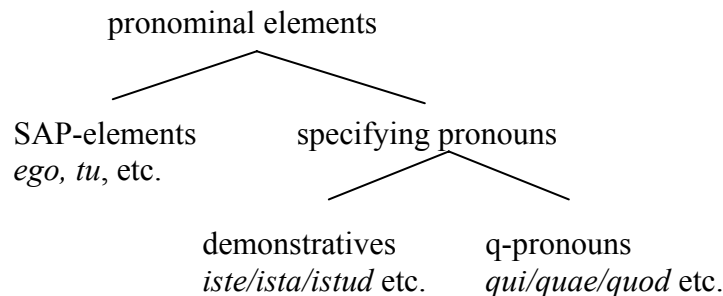 pronominal elements
SAP-elements specifying pronouns
ego, tu, etc.
demonstratives q-pronouns
iste/ista/istud etc. qui/quae/quod etc.